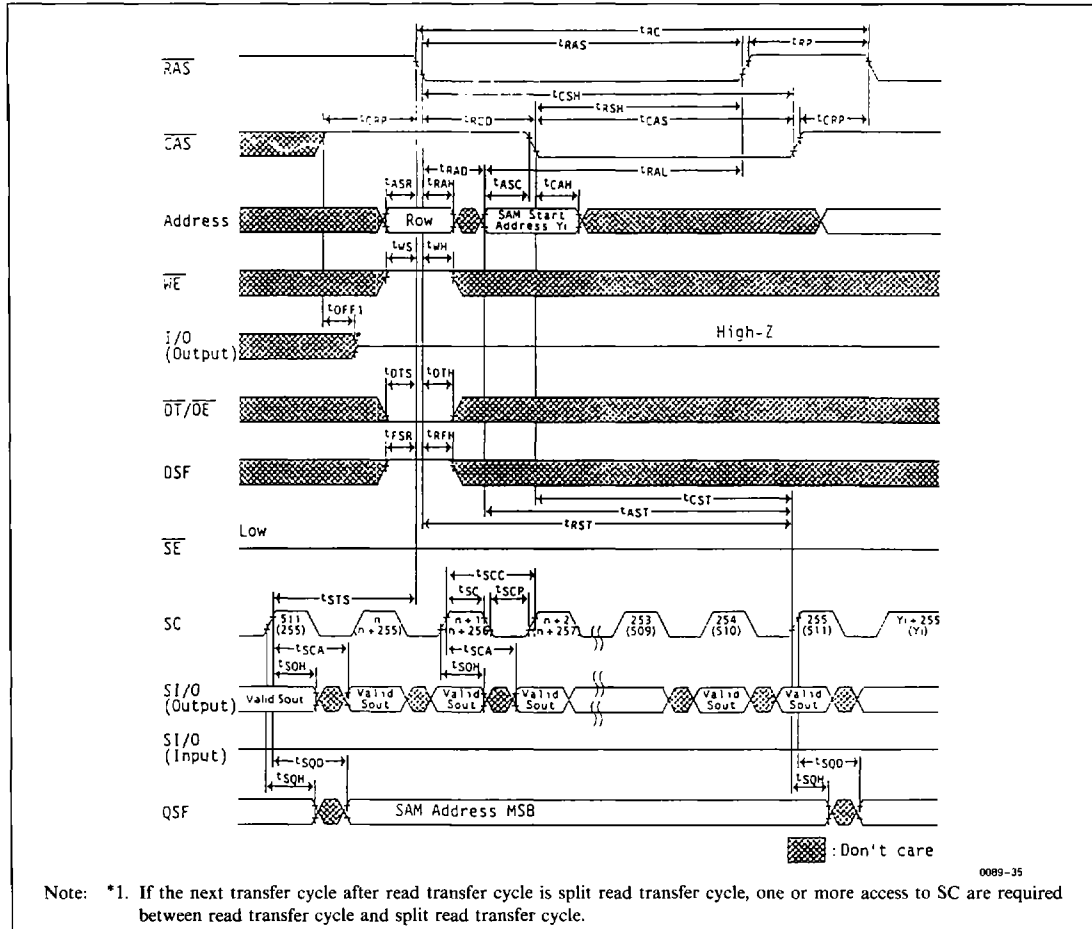 tRC
tRAS
tRP
RAS
tCSH
tRSH
tCRP
tRCD
tCAS
tCRP
CAS
tRAD
tRAL
tASR
tRAH
tASC
tCAH
Address
Row
SAM Start
Address Yi
tWS
tWH
WE
tOFF1
I/O
(Output)
*
High-Z
tDTS
tDTH
DT/OE
tFSR
tRFH
DSF
tCST
tAST
tRST
Low
SE
tSTS
tSCC
tSC
tSCP
SC
511
(255)
n
(n+255)
n+1
n+256
n+2
n+257
253
(509)
254
(510)
255
(511)
Yi+255
(Yi)
tSCA
tSCA
tSOH
tSOH
SI/O
(Output)
Valid Sout
Valid
Sout
Valid
Sout
Valid
Sout
Valid
Sout
Valid
Sout
SI/O
(Input)
tSQD
tSQD
tSQH
tSQH
QSF
SAM Address MSB
:Don't care
0089-35
Note: *1. If the next transfer cycle after read transfer cycle is split read transfer cycle, one or more access to SC are required
between read transfer cycle and split read transfer cycle.